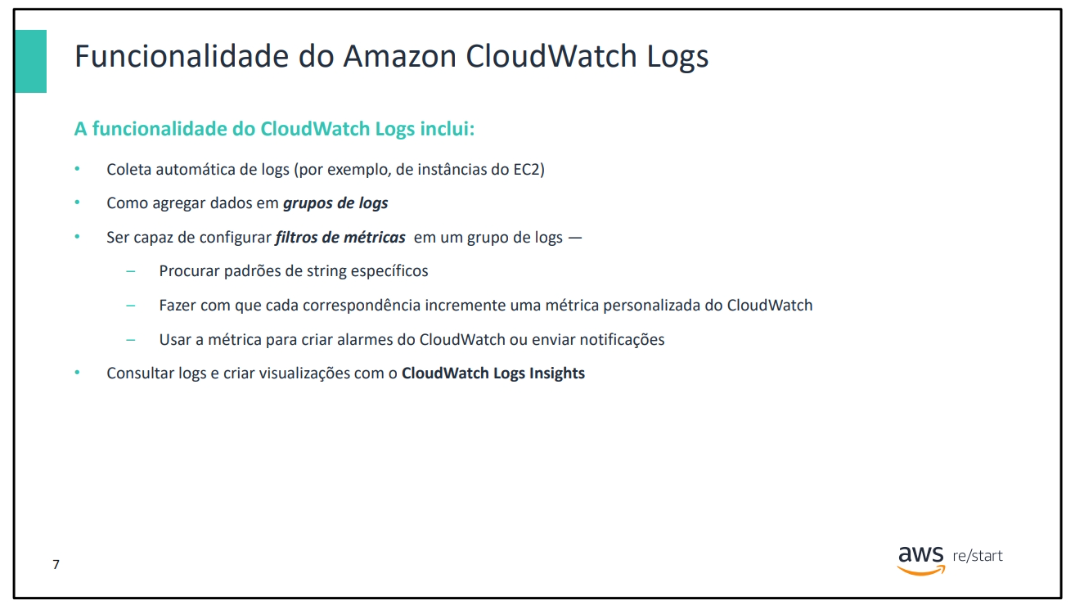 Funcionalidade do Amazon CloudWatch Logs
A funcionalidade do CloudWatch Logs inclui:
• Coleta automática de logs (por exemplo, de instâncias do EC2)
• Como agregar dados em grupos de logs
• Ser capaz de configurar filtros de métricas em um grupo de logs —
– Procurar padrões de string específicos
– Fazer com que cada correspondência incremente uma métrica personalizada do CloudWatch
– Usar a métrica para criar alarmes do CloudWatch ou enviar notificações
• Consultar logs e criar visualizações com o CloudWatch Logs Insights
7
aws re/start